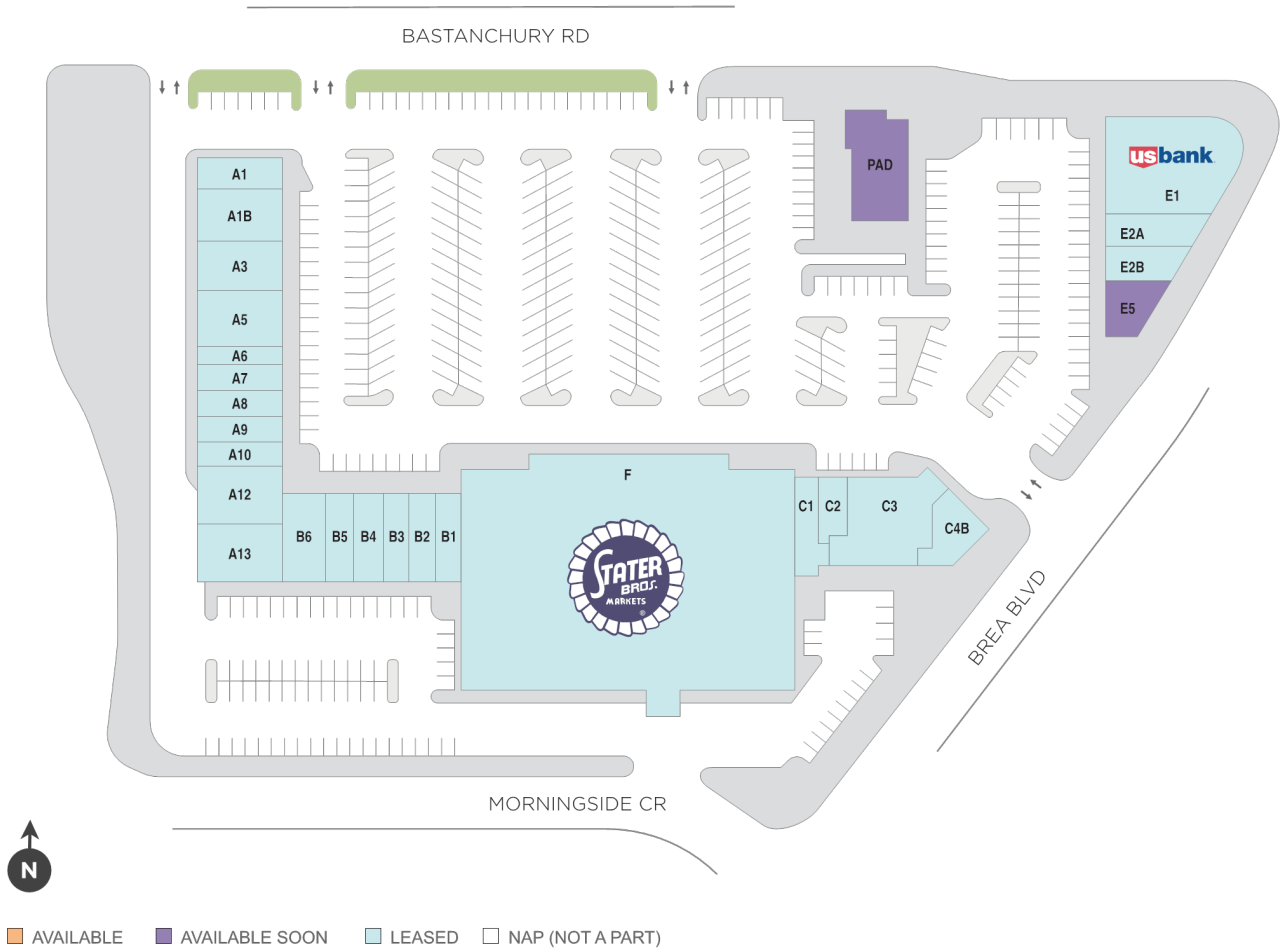 BASTANCHURY RD
PAD
usbank
E1
E2A
E2B
E5
A1
A1B
A3
A5
A6
A7
A8
A9
A10
A12
A13
B6
B5
B4
B3
B2
B1
F
STATER
BROS.
MARKETS
®
C1
C2
C3
C4B
BREA BLVD
MORNINGSIDE CR
N
AVAILABLE
AVAILABLE SOON
LEASED
NAP (NOT A PART)